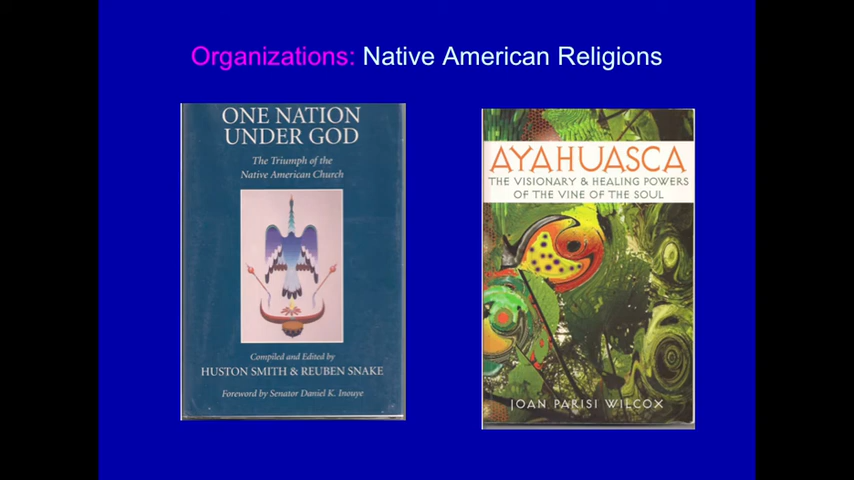 Organizations: Native American Religions
ONE NATION
UNDER GOD
The Triumph of the
Native American Church
Compiled and Edited by
HUSTON SMITH & REUBEN SNAKE
Foreword by Senator Daniel K. Inouye
AYAHUASCA
THE VISIONARY & HEALING POWERS
OF THE VINE OF THE SOUL
JOAN PARISI WILCOX